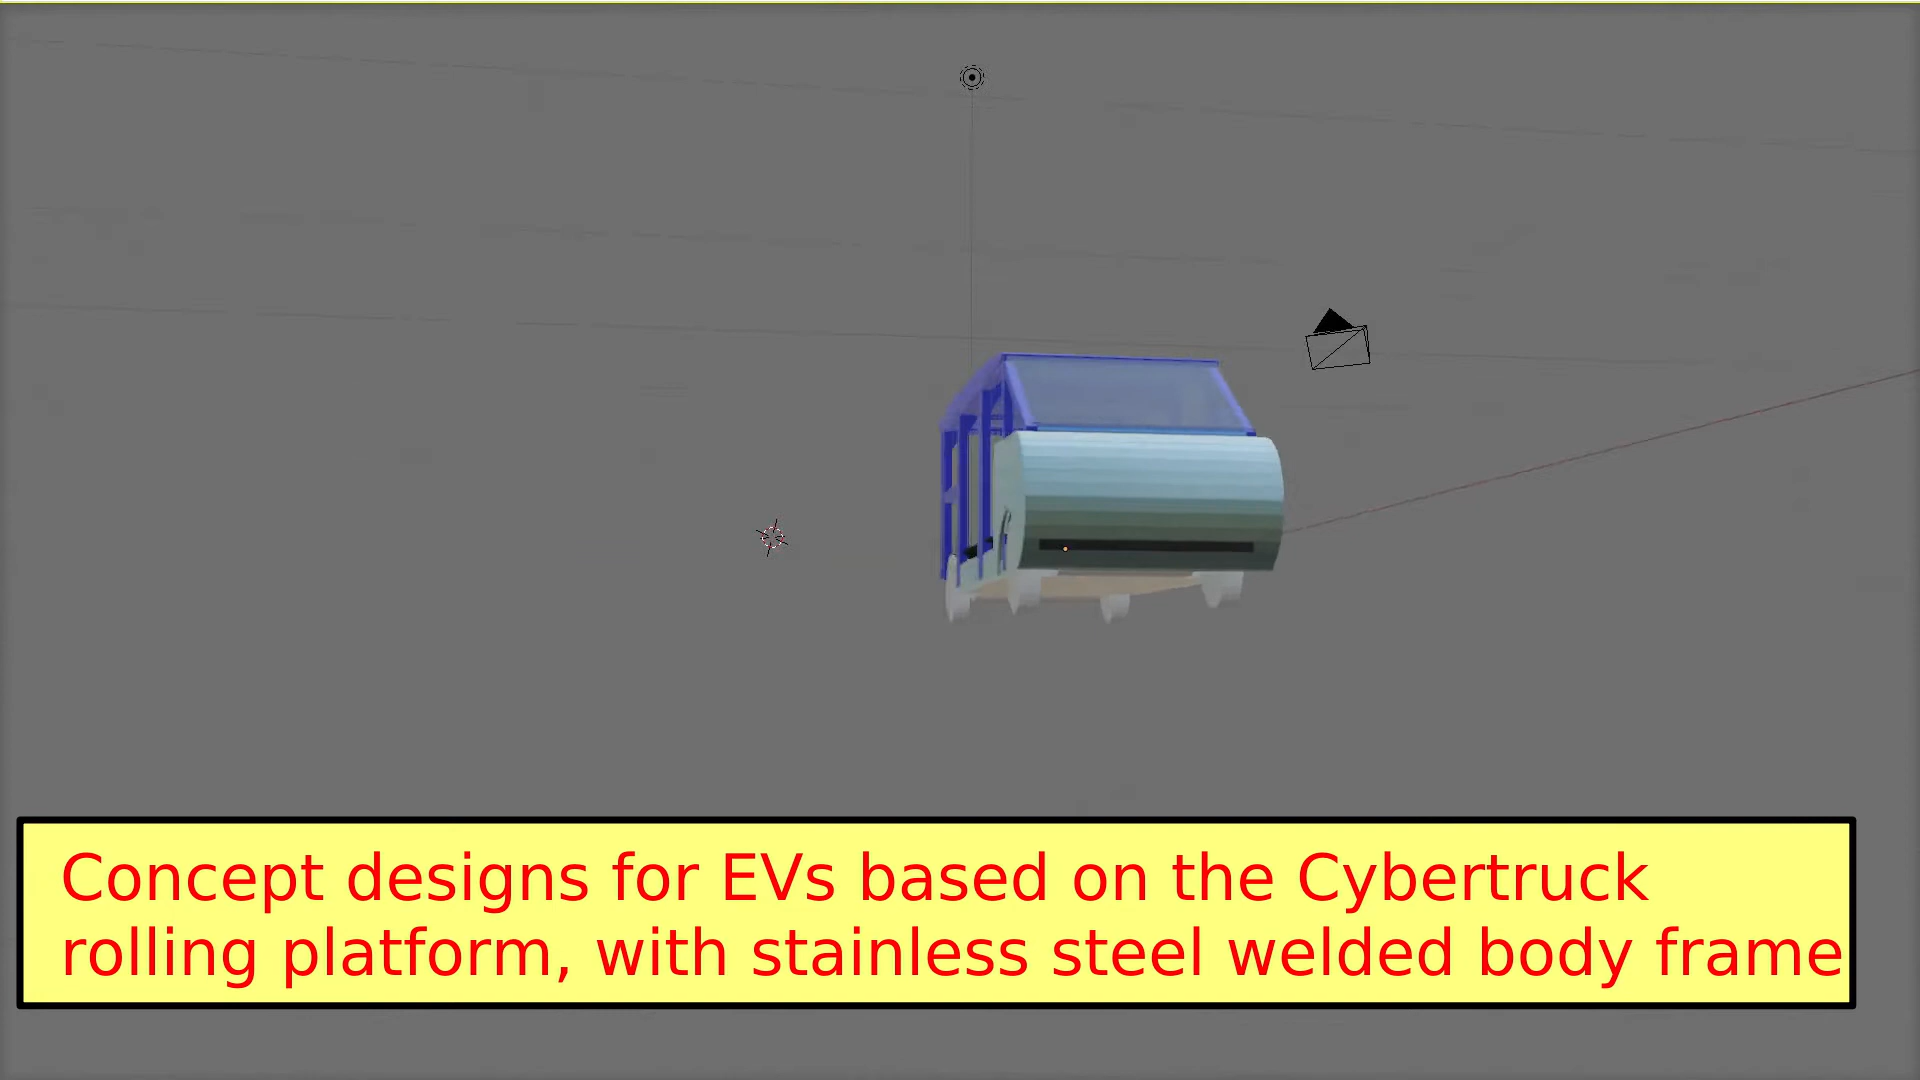 Concept designs for EVs based on the Cybertruck
rolling platform, with stainless steel welded body frame